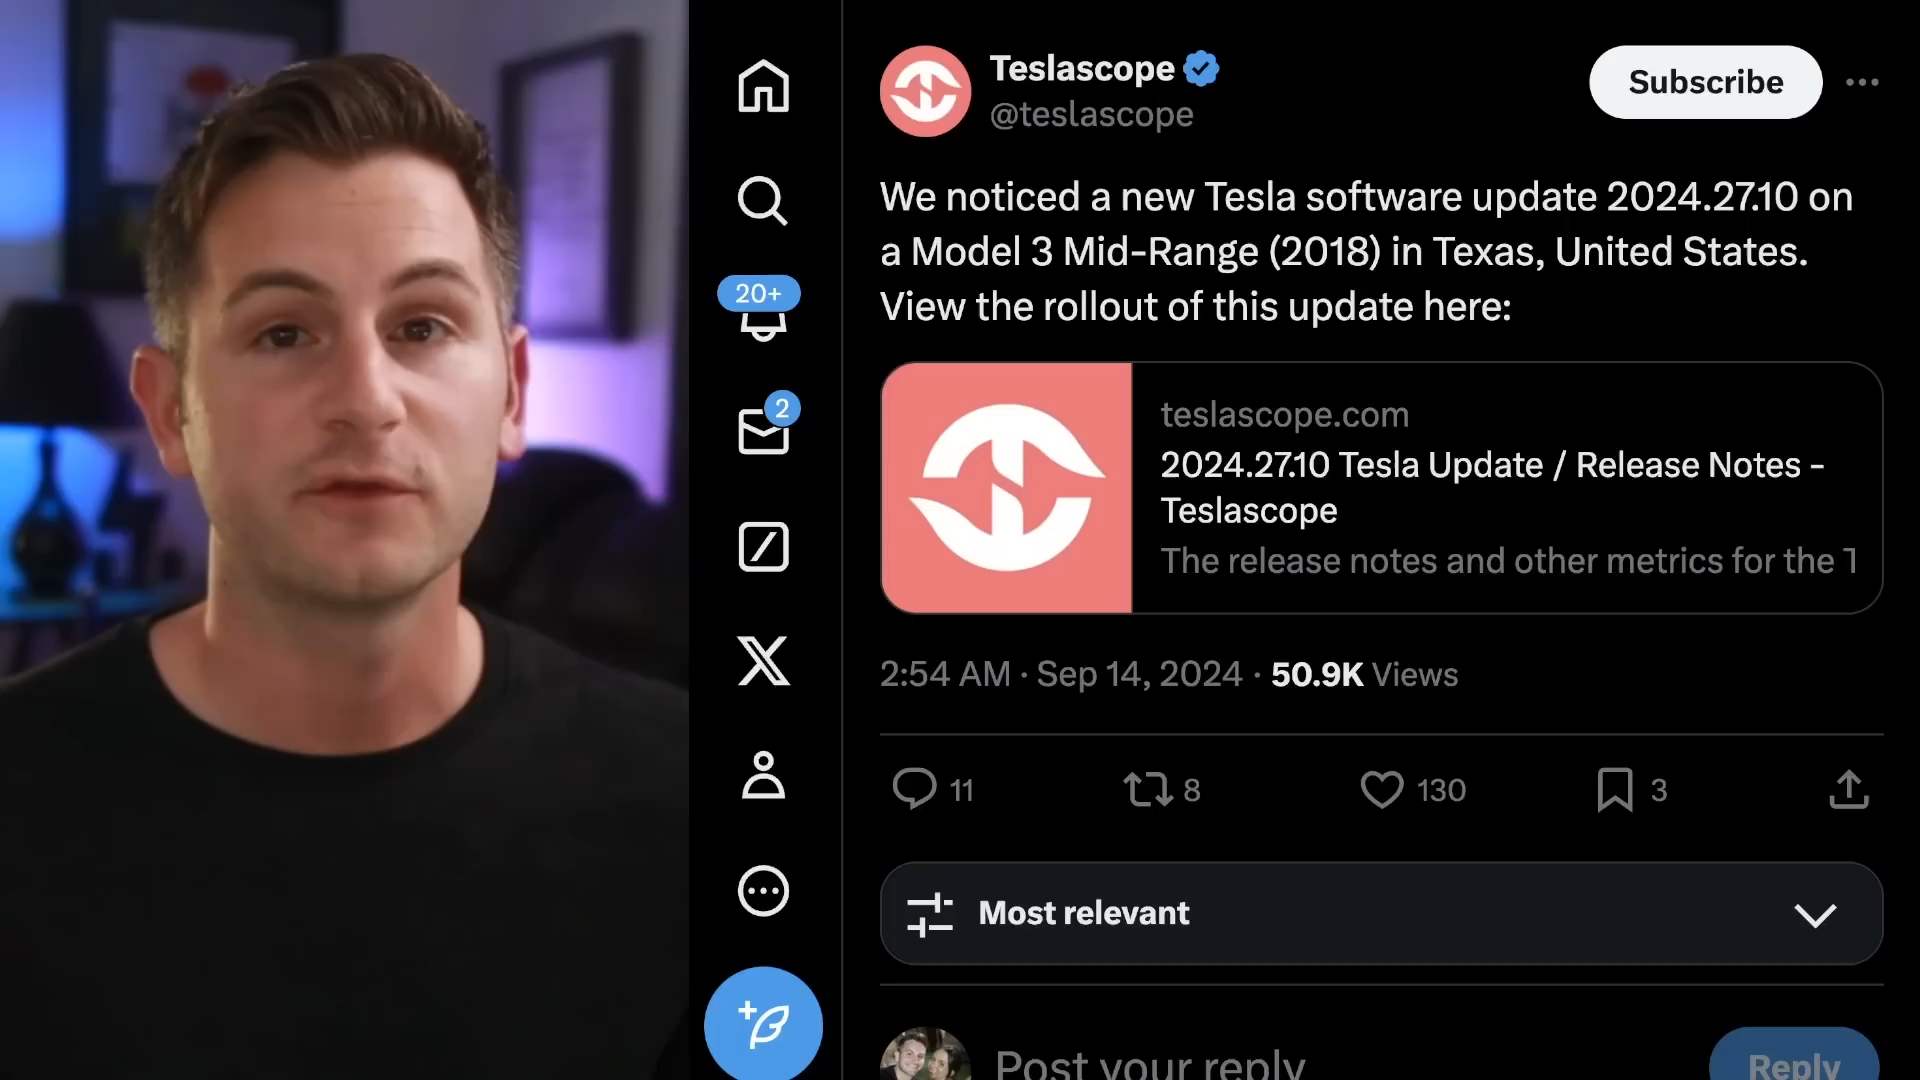 Teslascope
@teslascope
Subscribe
We noticed a new Tesla software update 2024.27.10 on
a Model 3 Mid-Range (2018) in Texas, United States.
View the rollout of this update here:
20+
2
teslascope.com
2024.27.10 Tesla Update / Release Notes -
Teslascope
The release notes and other metrics for the T
2:54 AM · Sep 14, 2024 · 50.9K Views
11
8
130
3
Most relevant
Post your reply
Reply